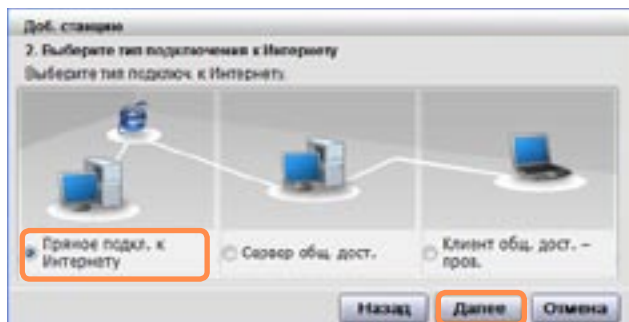 Доб. станцию
2. Выберите тип подключения к Интернету
Выберите тип подключ. к Интернету.
Прямое подкл. к
Интернету
Сервер общ. дост.
Клиент общ. дост. –
пров.
Назад
Далее
Отмена